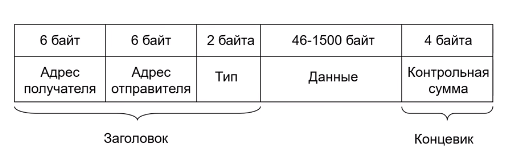 6 байт 6 байт 2 байта 46-1500 байт 4 байта
Адрес получателя Адрес отправителя Тип Данные Контрольная сумма
Заголовок Концевик